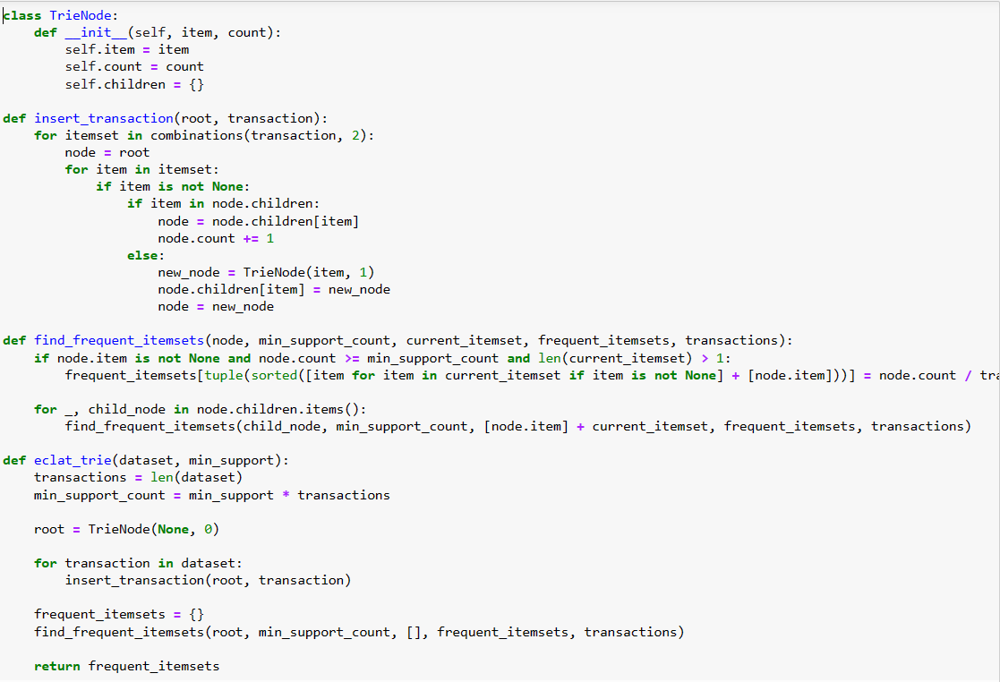 class TrieNode:
    def __init__(self, item, count):
        self.item = item
        self.count = count
        self.children = {}
def insert_transaction(root, transaction):
    for itemset in combinations(transaction, 2):
        node = root
        for item in itemset:
            if item is not None:
                if item in node.children:
                    node = node.children[item]
                    node.count += 1
                else:
                    new_node = TrieNode(item, 1)
                    node.children[item] = new_node
                    node = new_node
def find_frequent_itemsets(node, min_support_count, current_itemset, frequent_itemsets, transactions):
    if node.item is not None and node.count >= min_support_count and len(current_itemset) > 1:
        frequent_itemsets[tuple(sorted([item for item in current_itemset if item is not None] + [node.item]))] = node.count /
    for _, child_node in node.children.items():
        find_frequent_itemsets(child_node, min_support_count, [node.item] + current_itemset, frequent_itemsets, transactions)
def eclat_trie(dataset, min_support):
    transactions = len(dataset)
    min_support_count = min_support * transactions
    root = TrieNode(None, 0)
    for transaction in dataset:
        insert_transaction(root, transaction)
    frequent_itemsets = {}
    find_frequent_itemsets(root, min_support_count, [], frequent_itemsets, transactions)
    return frequent_itemsets